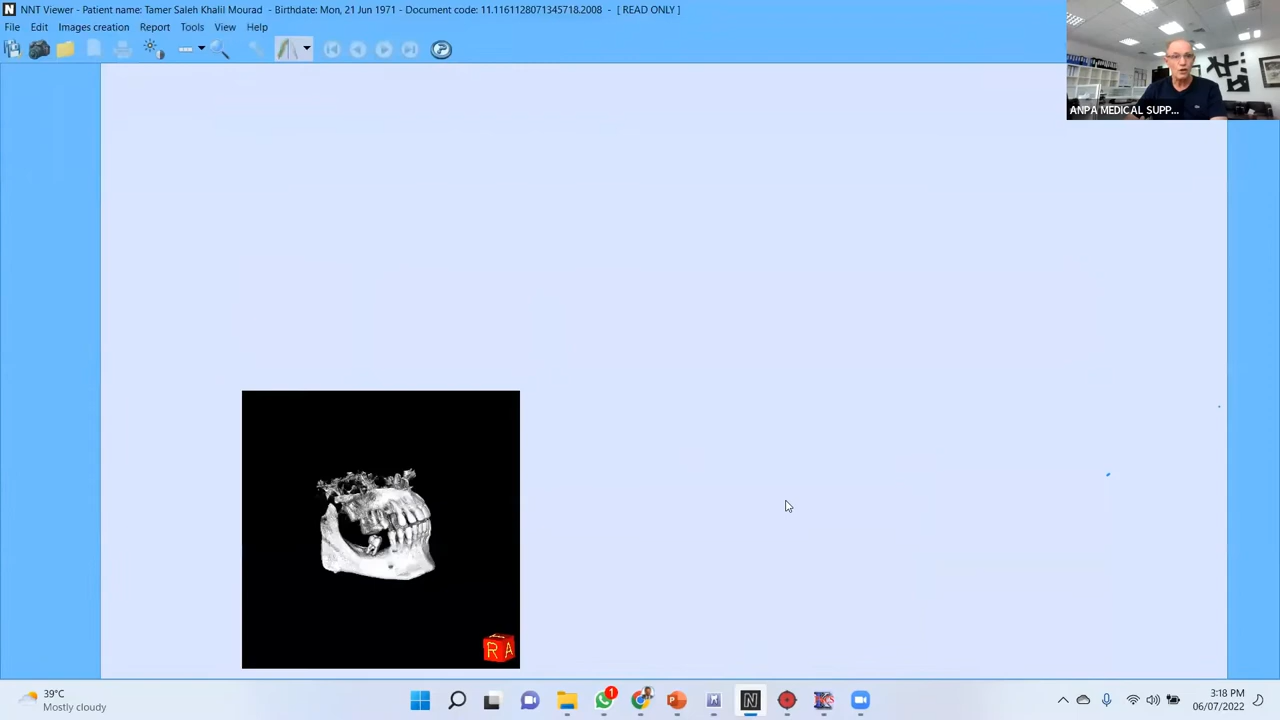 NNT Viewer - Patient name: Tamer Saleh Khalil Mourad - Birthdate: Mon, 21 Jun 1971 - Document code: 11.1161128071345718.2008 - [ READ ONLY ]
File Edit Images creation Report Tools View Help
ANPA MEDICAL SUPP...
R A
39°C
Mostly cloudy
1
N
3:18 PM
06/07/2022